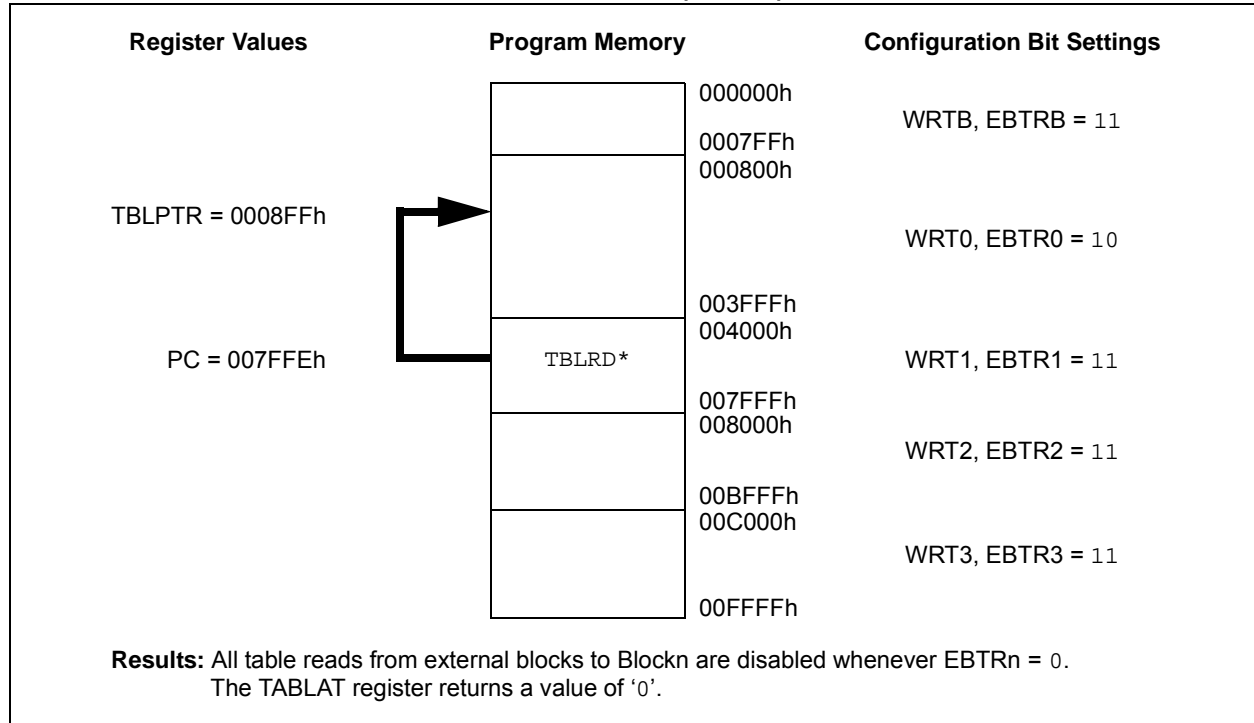 Register Values Program Memory Configuration Bit Settings
000000h
WRTB, EBTRB = 11
0007FFh
000800h
TBLPTR = 0008FFh
WRT0, EBTR0 = 10
003FFFh
004000h
PC = 007FFEh TBLRD* WRT1, EBTR1 = 11
007FFFh
008000h
WRT2, EBTR2 = 11
00BFFFh
00C000h
WRT3, EBTR3 = 11
00FFFFh
Results: All table reads from external blocks to Blockn are disabled whenever EBTRn = 0.
The TABLAT register returns a value of ‘0’.